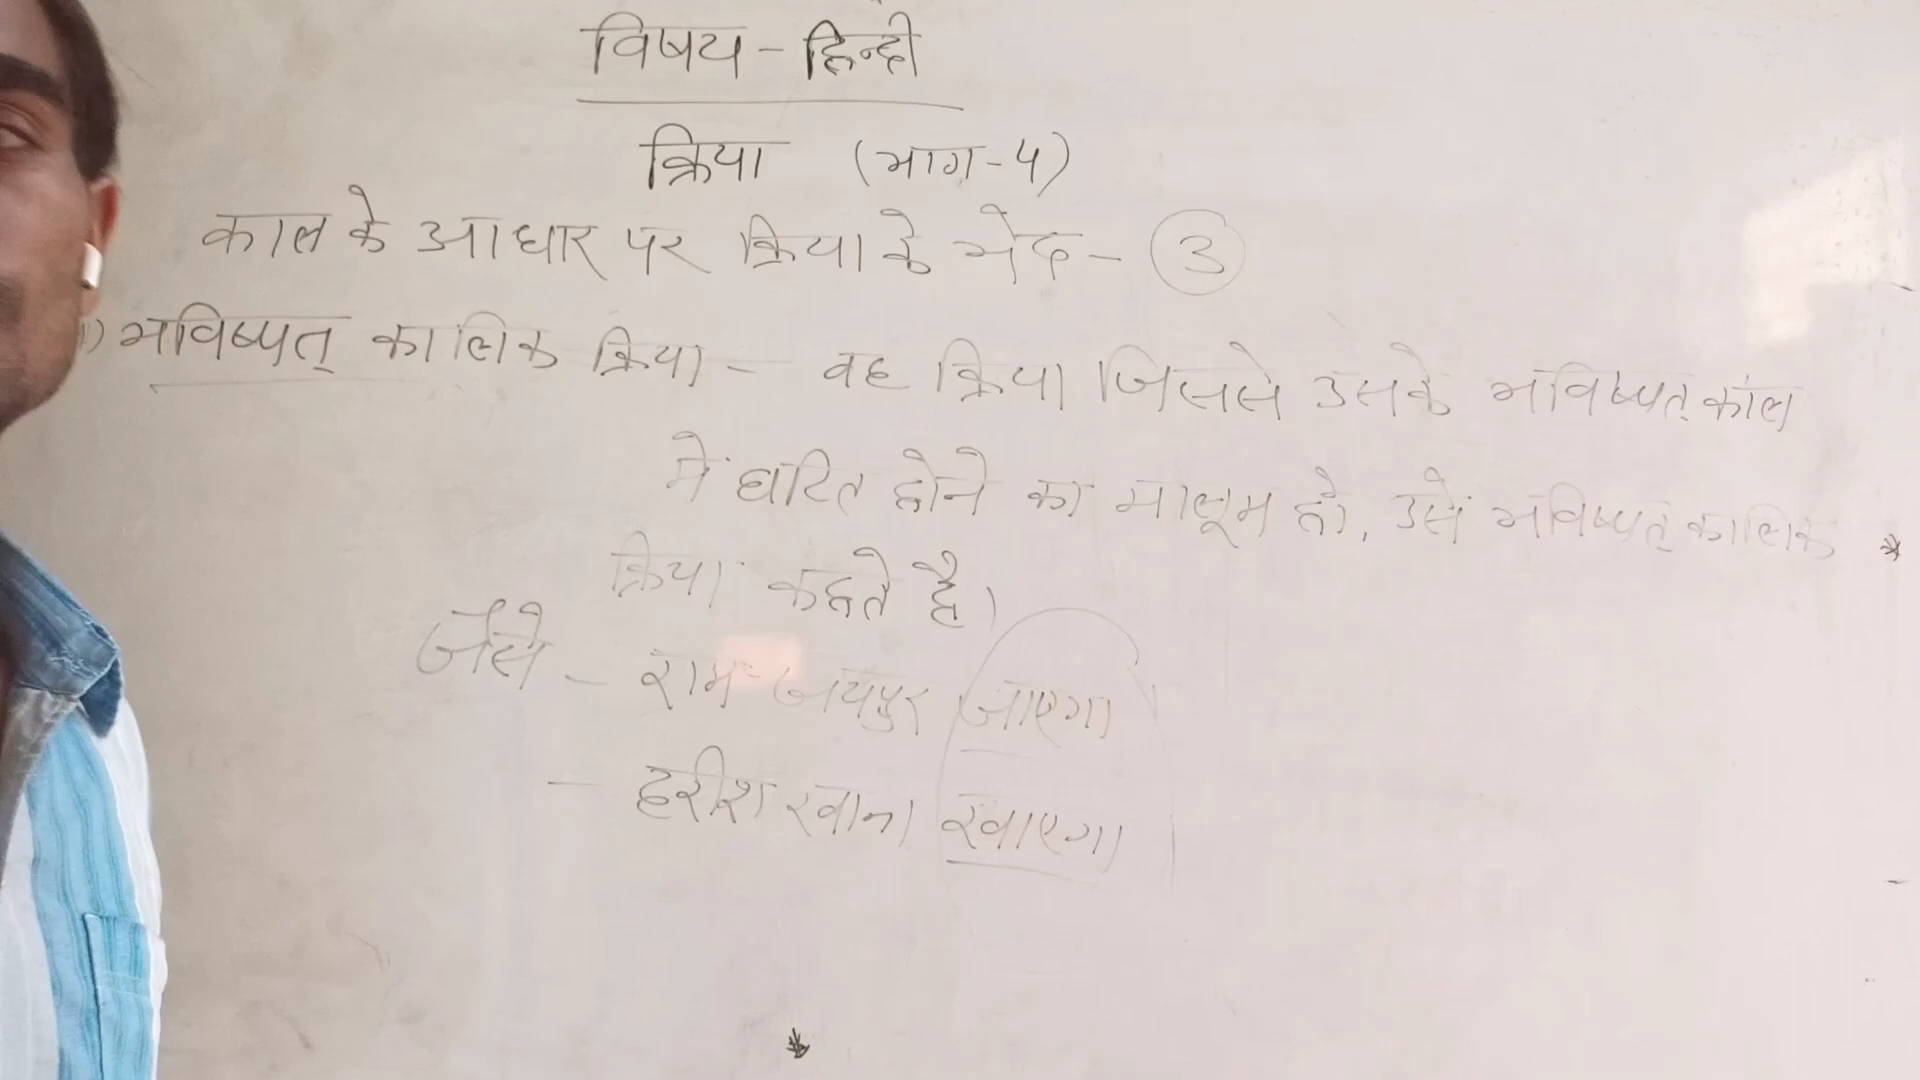 विषय - हिन्दी
क्रिया (भाग-4)
काल के आधार पर क्रिया के भेद - 3
भविष्यत् कालिक क्रिया - वह क्रिया जिससे उसके भविष्यत् काल
में घटित होने का मालूम हो, उसे भविष्यत् कालिक
क्रिया कहते है।
जैसे - राम जयपुर जाएगा
- हरीश खाना खाएगा।